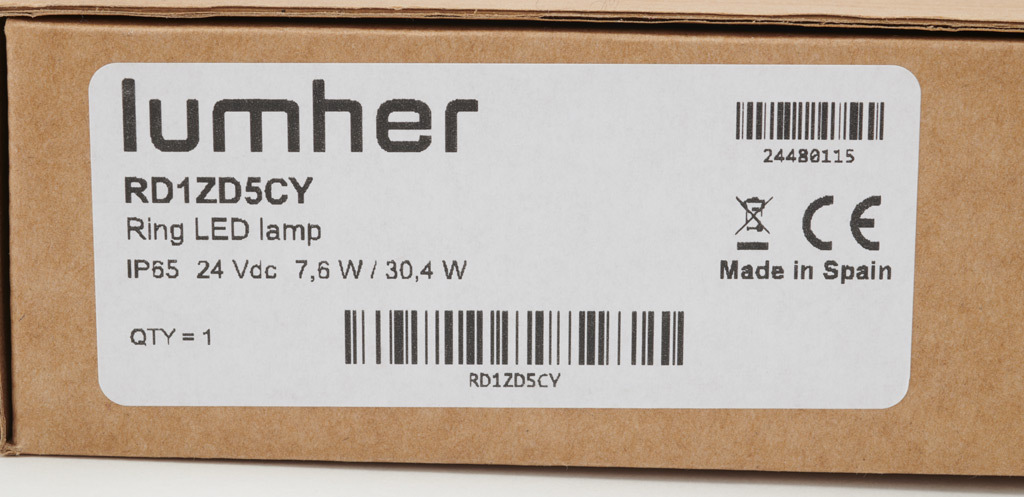 lumher
RD1ZD5CY
Ring LED lamp
IP65 24 Vdc 7,6 W / 30,4 W
QTY = 1
RD1ZD5CY
24480115
CE
Made in Spain